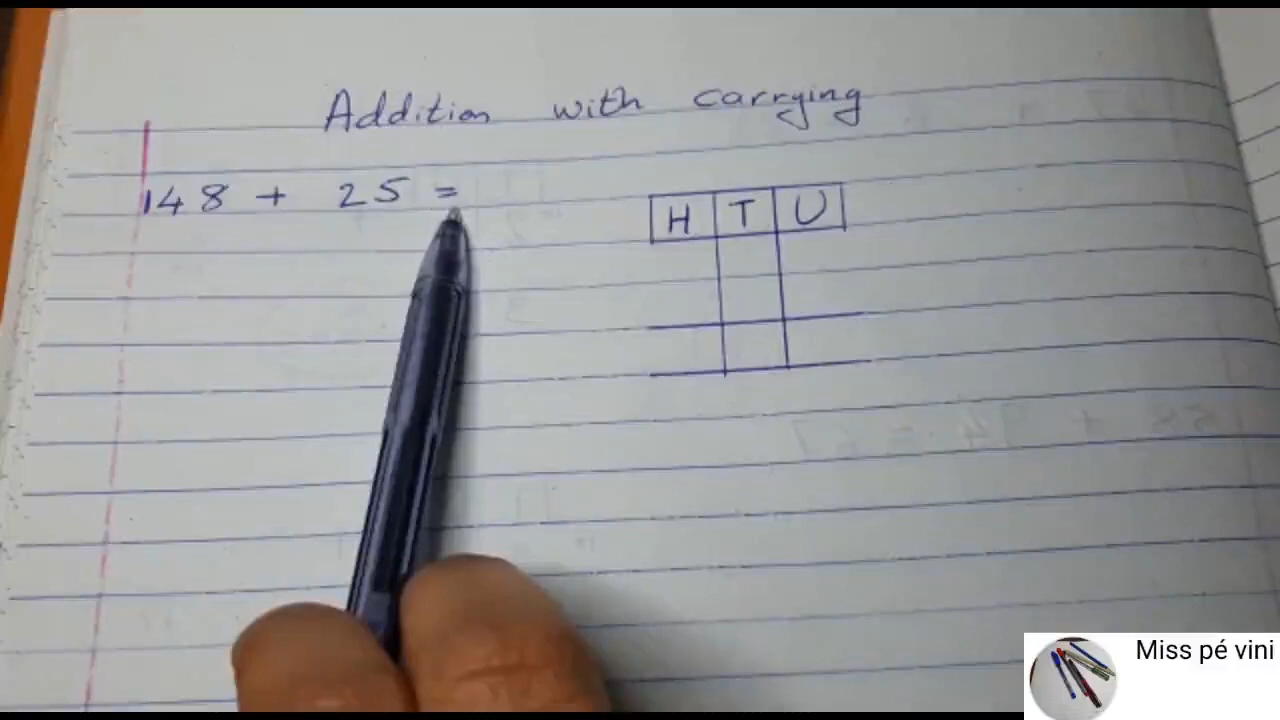 Addition with carrying
148 + 25 =
H T U
Miss pé vini